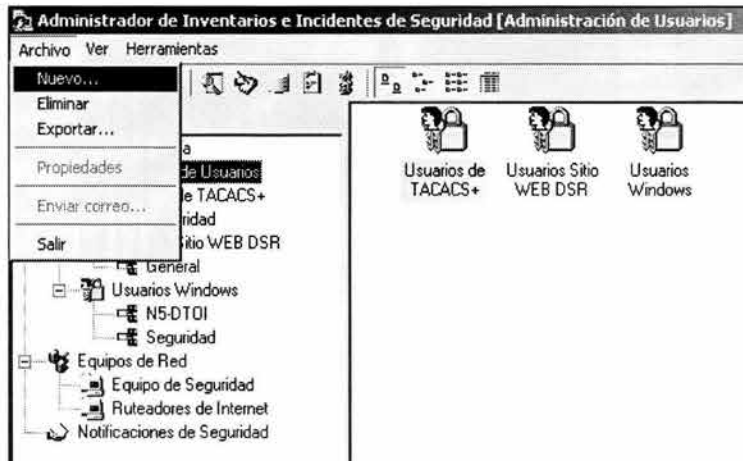 Administrador de Inventarios e Incidentes de Seguridad [Administración de Usuarios]
Archivo Ver Herramientas
Nuevo...
Eliminar
Exportar...
Propiedades
Enviar correo...
Salir
a
de Usuarios
de TACACS+
ridad
Sitio WEB DSR
General
Usuarios Windows
N5-DTOI
Seguridad
Equipos de Red
Equipo de Seguridad
Ruteadores de Internet
Notificaciones de Seguridad
Usuarios de
TACACS+
Usuarios Sitio
WEB DSR
Usuarios
Windows